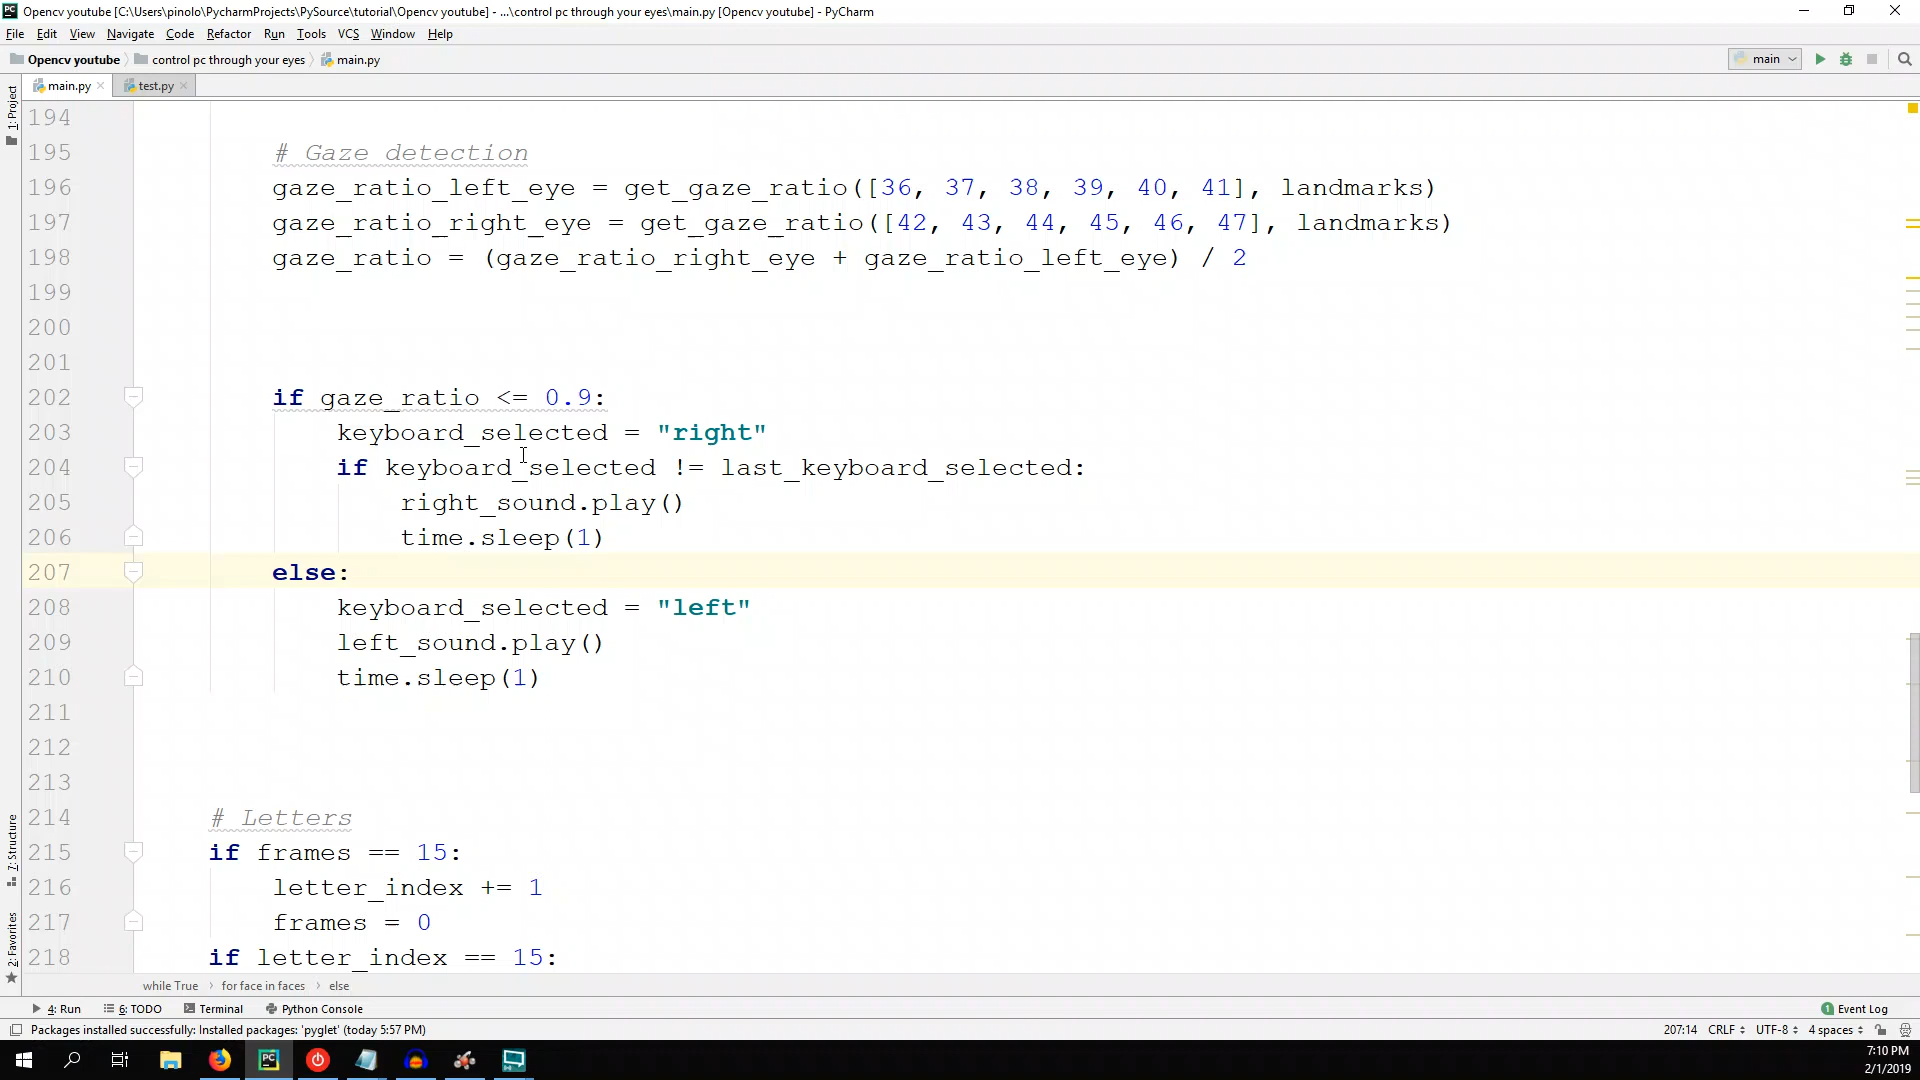 Opencv youtube [C:\Users\pinolo\PycharmProjects\PySource\tutorial\Opencv youtube] - ...\control pc through your eyes\main.py [Opencv youtube] - PyCharm
File Edit View Navigate Code Refactor Run Tools VCS Window Help
Opencv youtube control pc through your eyes main.py main
main.py test.py
1: Project
194
195 # Gaze detection
196 gaze_ratio_left_eye = get_gaze_ratio([36, 37, 38, 39, 40, 41], landmarks)
197 gaze_ratio_right_eye = get_gaze_ratio([42, 43, 44, 45, 46, 47], landmarks)
198 gaze_ratio = (gaze_ratio_right_eye + gaze_ratio_left_eye) / 2
199
200
201
202 if gaze_ratio <= 0.9:
203 keyboard_selected = "right"
204 if keyboard_selected != last_keyboard_selected:
205 right_sound.play()
206 time.sleep(1)
207 else:
208 keyboard_selected = "left"
209 left_sound.play()
210 time.sleep(1)
211
212
213
214 # Letters
215 if frames == 15:
216 letter_index += 1
217 frames = 0
218 if letter_index == 15:
7: Structure
2: Favorites
while True for face in faces else
4: Run 6: TODO Terminal Python Console 1 Event Log
Packages installed successfully: Installed packages: 'pyglet' (today 5:57 PM) 207:14 CRLF UTF-8 4 spaces
7:10 PM
2/1/2019